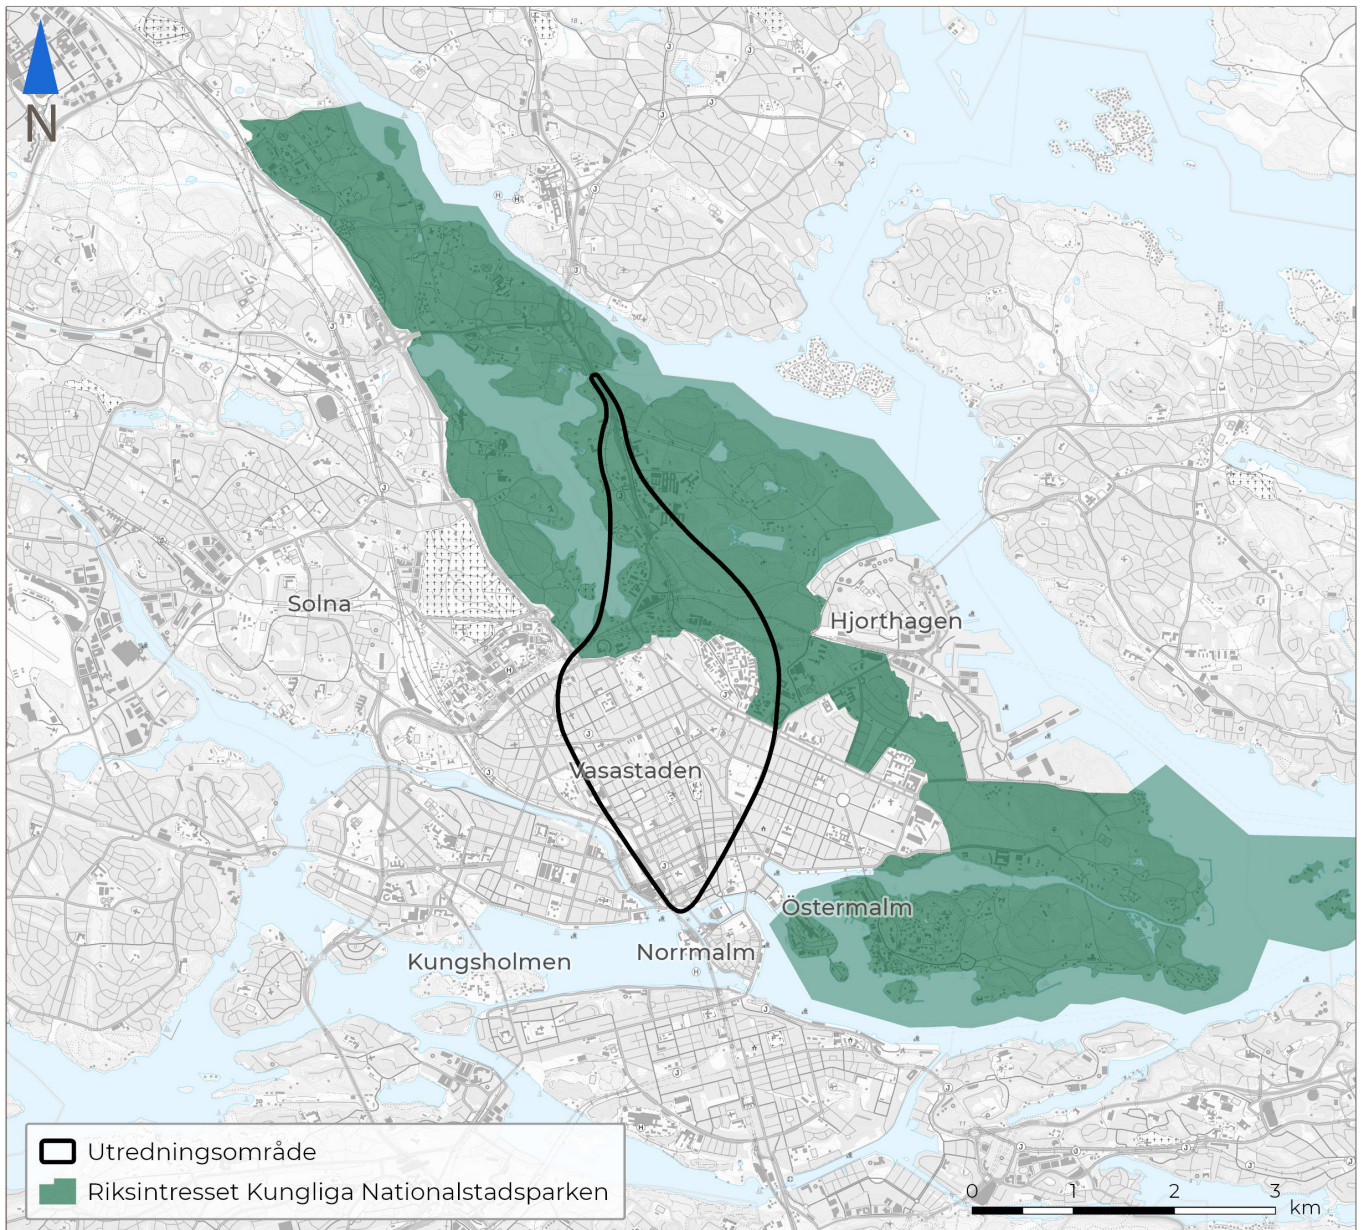 N
Solna
Hjorthagen
Vasastaden
Östermalm
Norrmalm
Kungsholmen
Utredningsområde
Riksintresset Kungliga Nationalstadsparken
0 1 2 3
km